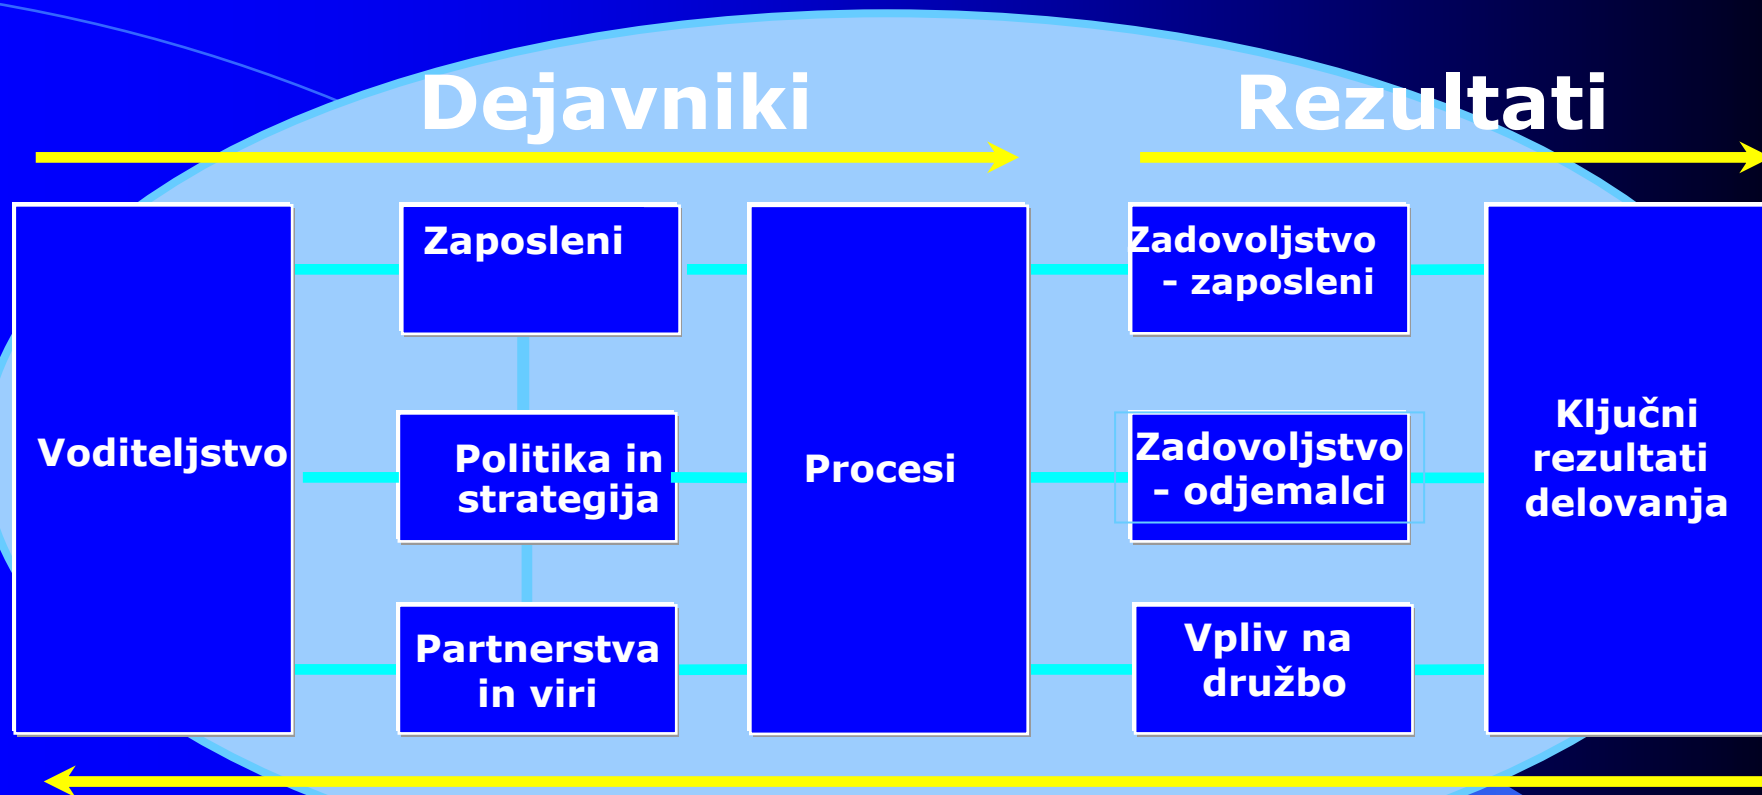 Dejavniki
Rezultati
Voditeljstvo
Zaposleni
Politika in
strategija
Partnerstva
in viri
Procesi
Zadovoljstvo
– zaposleni
Zadovoljstvo
– odjemalci
Vpliv na
družbo
Ključni
rezultati
delovanja